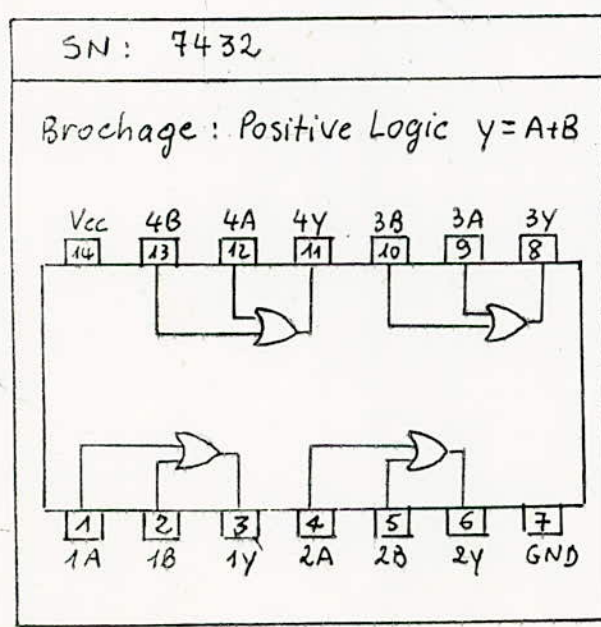 SN: 7432
Brochage: Positive Logic y=A+B
Vcc 4B 4A 4Y 3B 3A 3Y
14 13 12 11 10 9 8
1 2 3 4 5 6 7
1A 1B 1Y 2A 2B 2Y GND